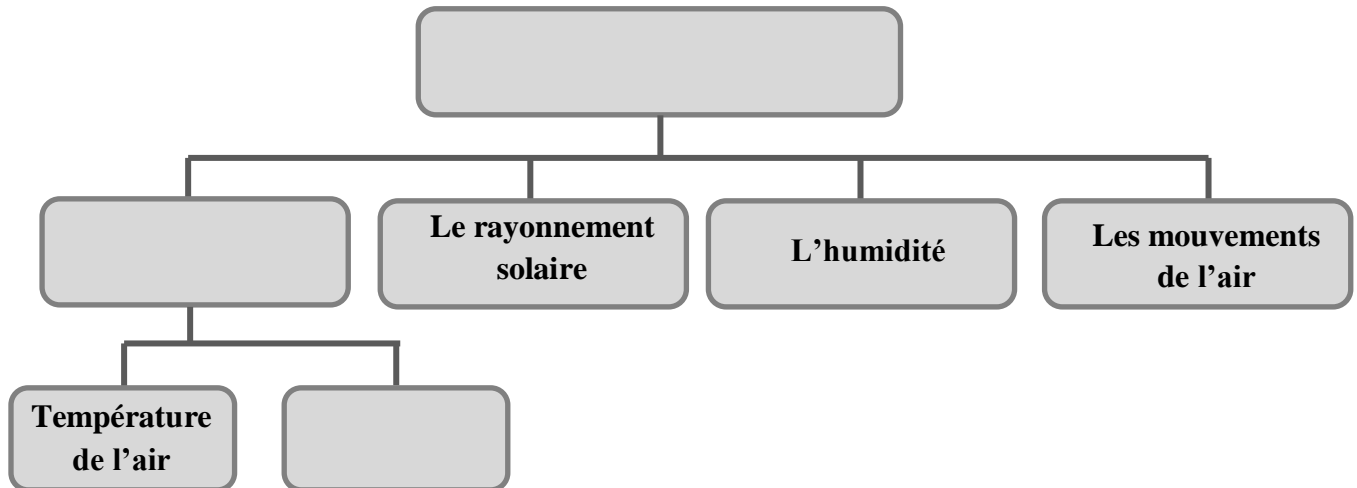 Le rayonnement
solaire
L’humidité
Les mouvements
de l’air
Température
de l’air